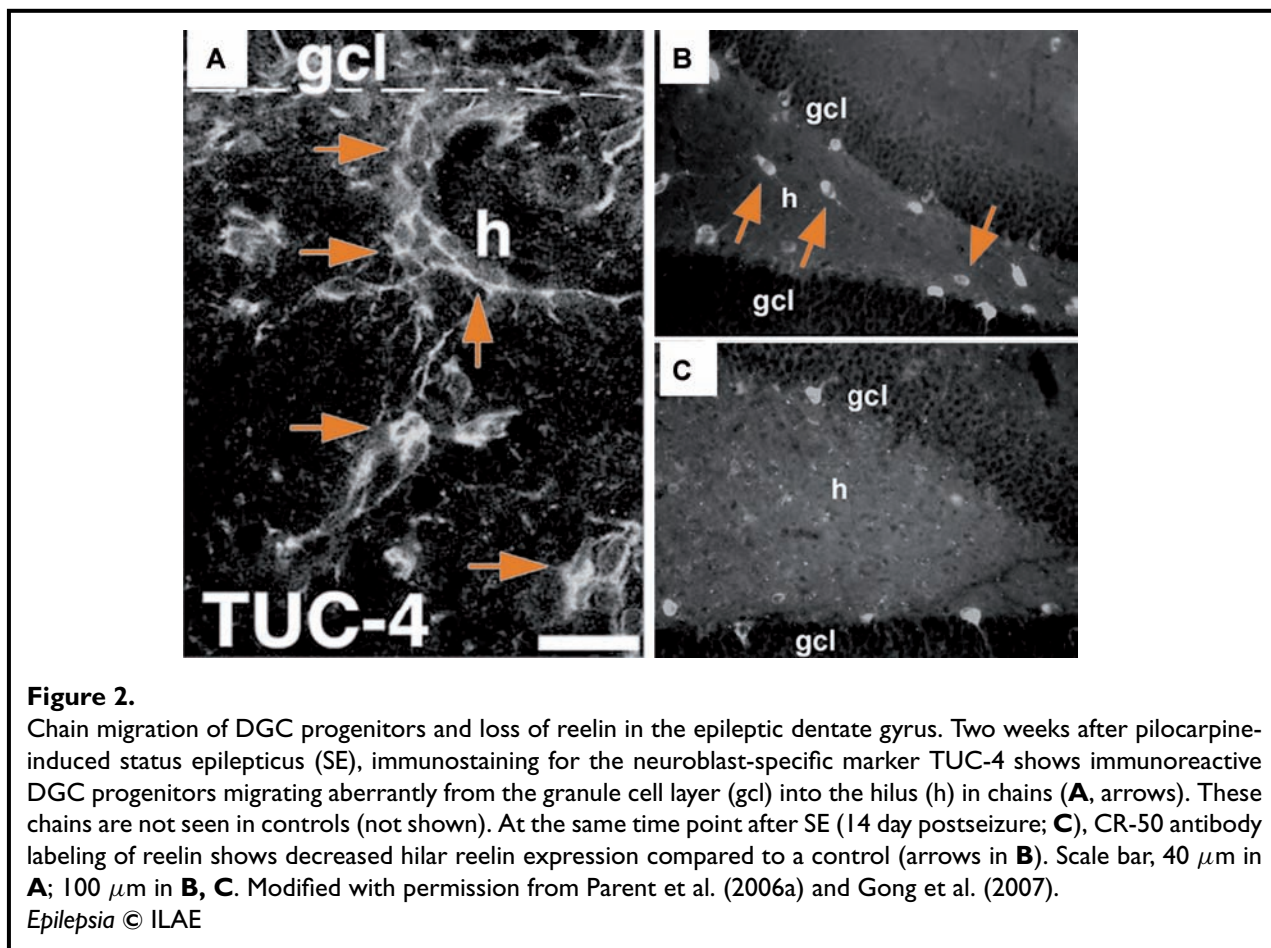 A
gcl
h
TUC-4
B
gcl
h
gcl
C
gcl
h
gcl
Figure 2.
Chain migration of DGC progenitors and loss of reelin in the epileptic dentate gyrus. Two weeks after pilocarpine-
induced status epilepticus (SE), immunostaining for the neuroblast-specific marker TUC-4 shows immunoreactive
DGC progenitors migrating aberrantly from the granule cell layer (gcl) into the hilus (h) in chains (A, arrows). These
chains are not seen in controls (not shown). At the same time point after SE (14 day postseizure; C), CR-50 antibody
labeling of reelin shows decreased hilar reelin expression compared to a control (arrows in B). Scale bar, 40 μm in
A; 100 μm in B, C. Modified with permission from Parent et al. (2006a) and Gong et al. (2007).
Epilepsia © ILAE